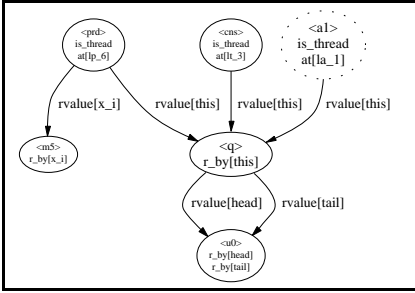 <prd>
is_thread
at[lp_6]
<cns>
is_thread
at[lt_3]
<a1>
is_thread
at[la_1]
rvalue[x_i]
rvalue[this]
rvalue[this]
rvalue[this]
<m5>
r_by[x_i]
<q>
r_by[this]
rvalue[head]
rvalue[tail]
<u0>
r_by[head]
r_by[tail]